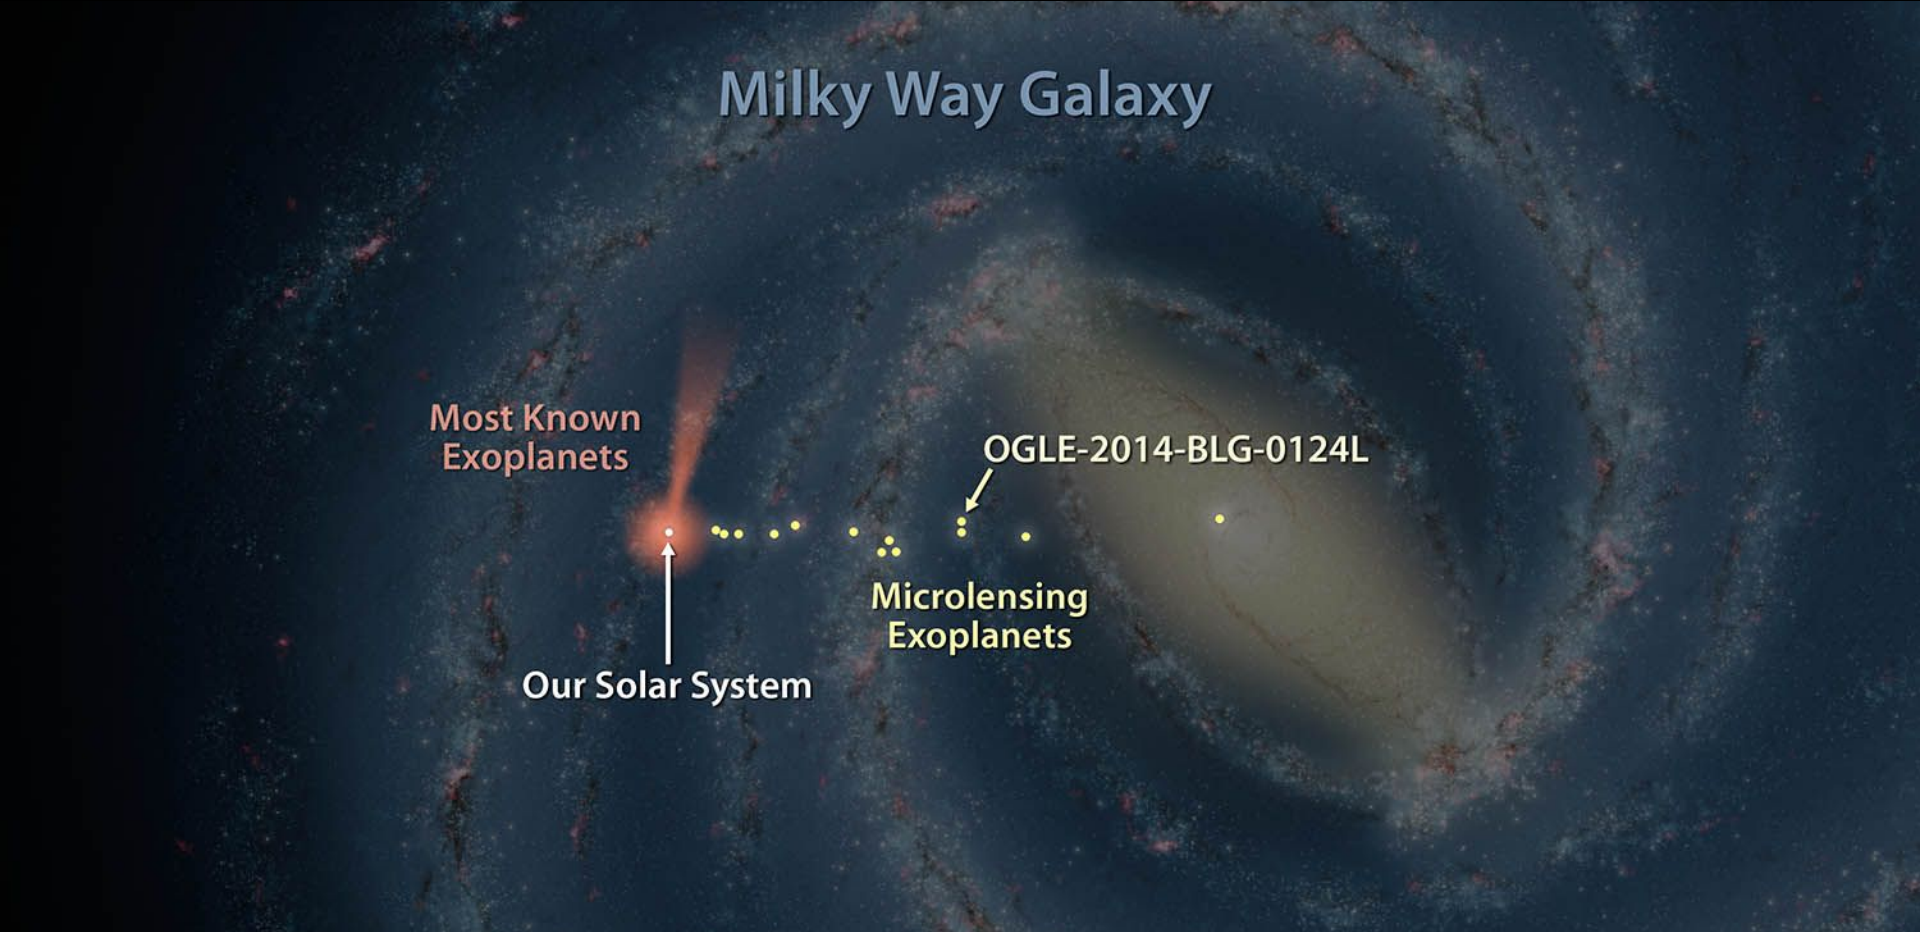 Milky Way Galaxy
Most Known
Exoplanets
OGLE-2014-BLG-0124L
Microlensing
Exoplanets
Our Solar System